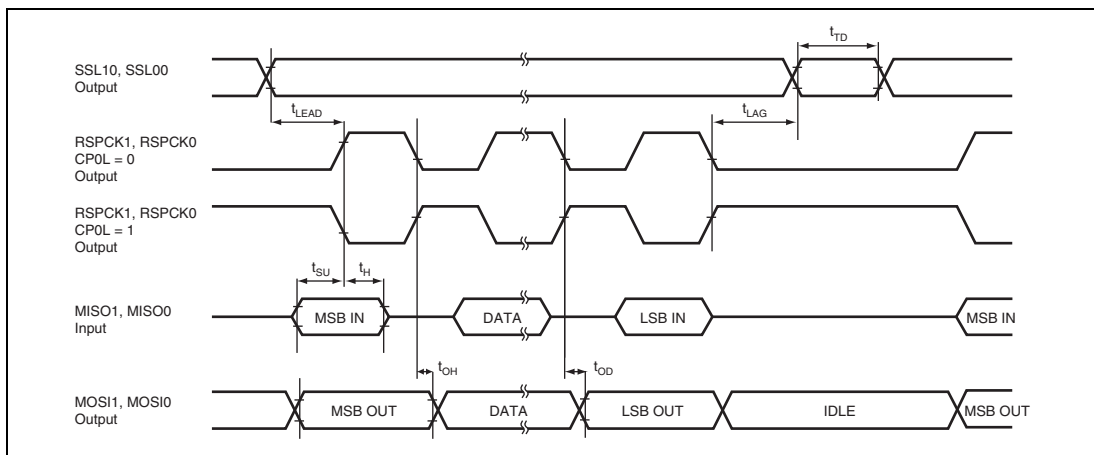 tTD
SSL10, SSL00
Output
tLEAD
tLAG
RSPCK1, RSPCK0
CP0L = 0
Output
RSPCK1, RSPCK0
CP0L = 1
Output
tSU
tH
MISO1, MISO0
Input
MSB IN
DATA
LSB IN
MSB IN
tOH
tOD
MOSI1, MOSI0
Output
MSB OUT
DATA
LSB OUT
IDLE
MSB OUT